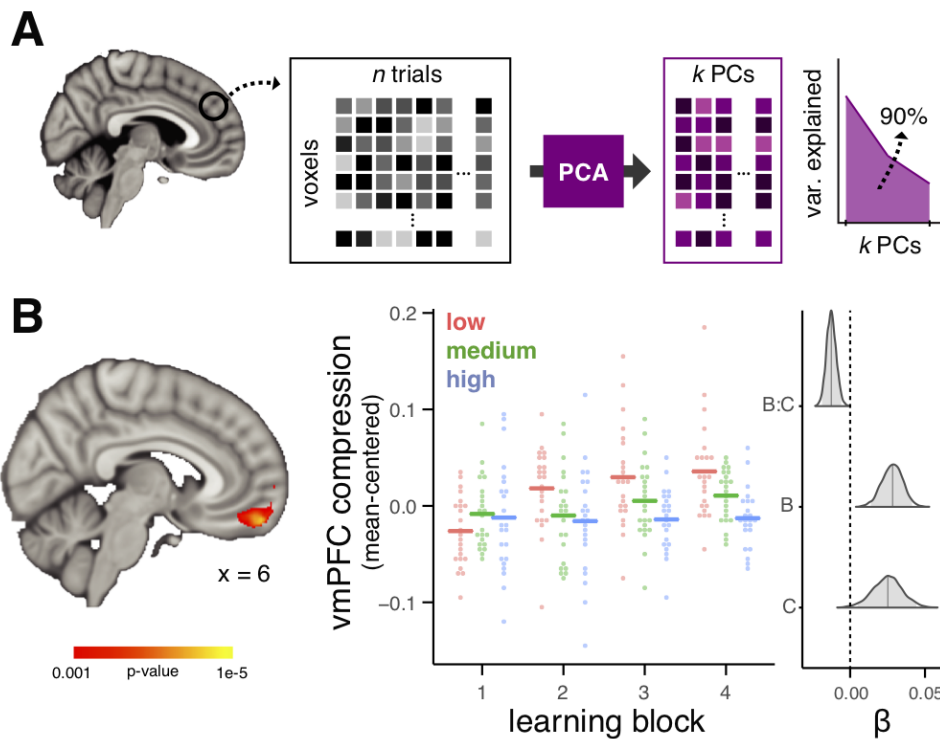 A
n trials
voxels
...
⋮
PCA
k PCs
...
⋮
var. explained
90%
k PCs
B
x = 6
0.001 p-value 1e-5
vmPFC compression
(mean-centered)
0.2
0.1
0.0
−0.1
low
medium
high
1 2 3 4
learning block
B:C
B
C
0.00 0.05
β